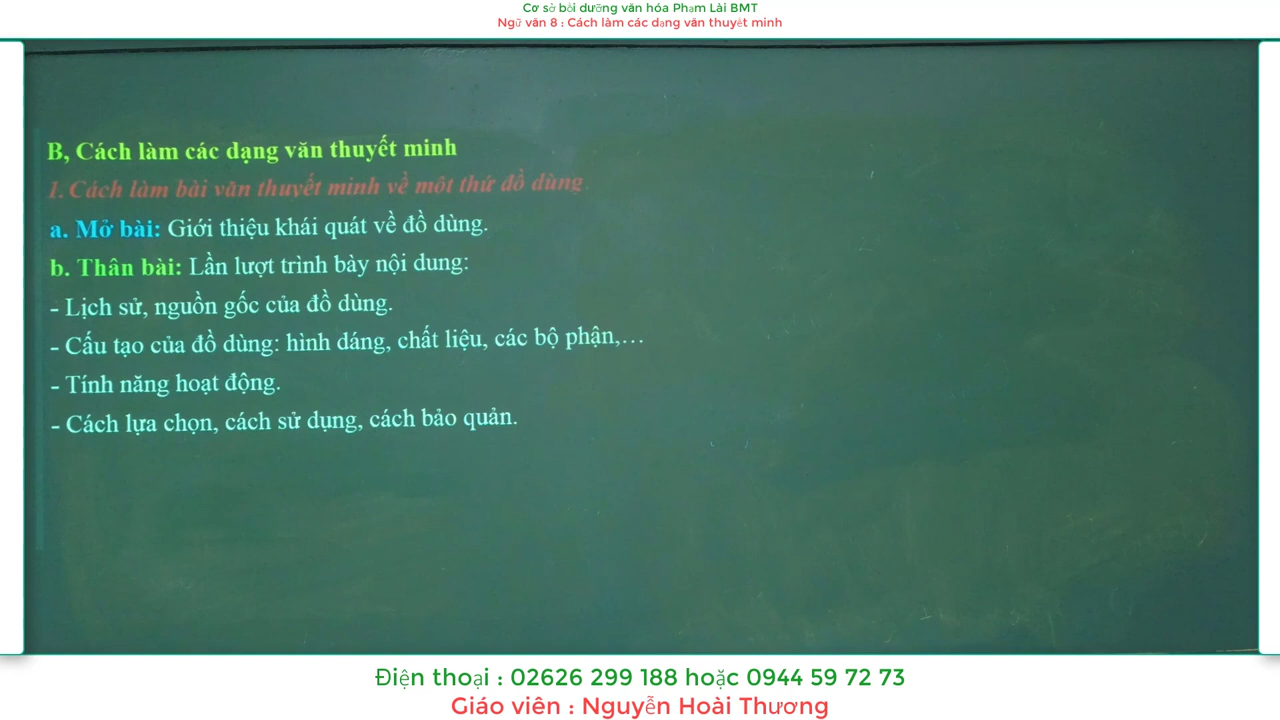 Cơ sở bồi dưỡng văn hóa Phạm Lài BMT
Ngữ văn 8 : Cách làm các dạng văn thuyết minh
B, Cách làm các dạng văn thuyết minh
1. Cách làm bài văn thuyết minh về một thứ đồ dùng.
a. Mở bài: Giới thiệu khái quát về đồ dùng.
b. Thân bài: Lần lượt trình bày nội dung:
- Lịch sử, nguồn gốc của đồ dùng.
- Cấu tạo của đồ dùng: hình dáng, chất liệu, các bộ phận,…
- Tính năng hoạt động.
- Cách lựa chọn, cách sử dụng, cách bảo quản.
Điện thoại : 02626 299 188 hoặc 0944 59 72 73
Giáo viên : Nguyễn Hoài Thương